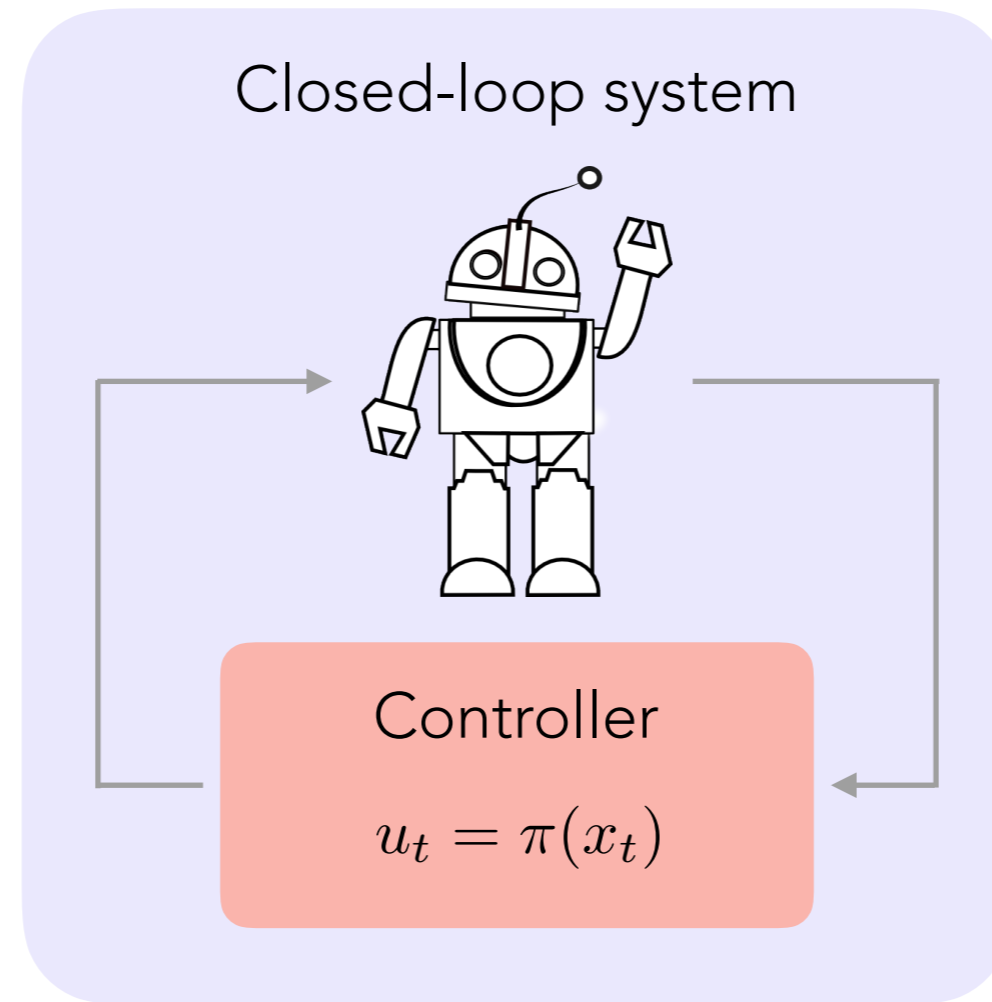 Closed-loop system
Controller
u_t = π(x_t)